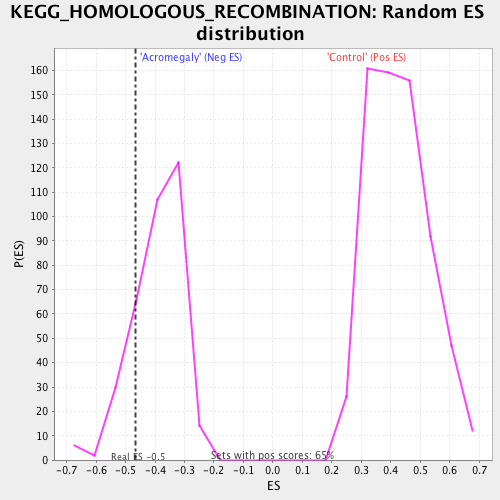 KEGG_HOMOLOGOUS_RECOMBINATION: Random ES
distribution
'Acromegaly' (Neg ES)
'Control' (Pos ES)
160
150
140
130
120
110
100
90
80
70
60
50
40
30
20
10
0
P(ES)
Real ES -0.5
Sets with pos scores: 65%
-0.7 -0.6 -0.5 -0.4 -0.3 -0.2 -0.1 0.0 0.1 0.2 0.3 0.4 0.5 0.6 0.7
ES